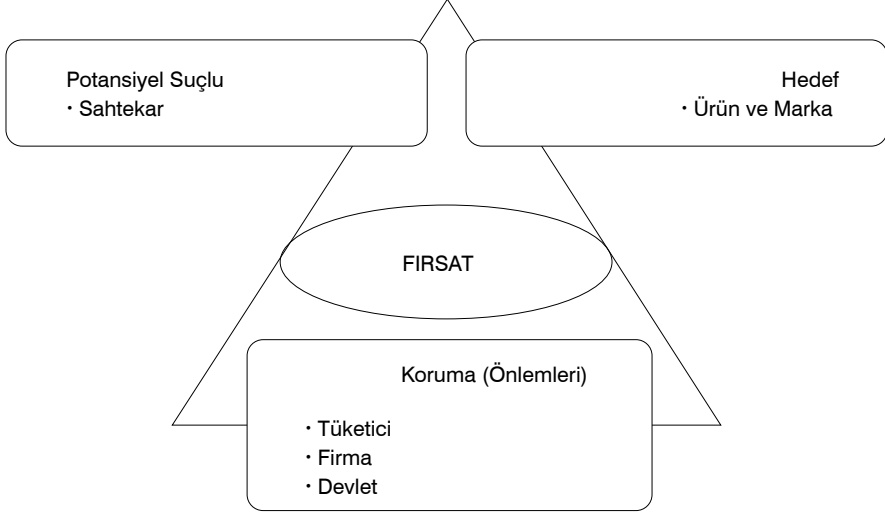 Potansiyel Suçlu
· Sahtekar
Hedef
· Ürün ve Marka
FIRSAT
Koruma (Önlemleri)
· Tüketici
· Firma
· Devlet